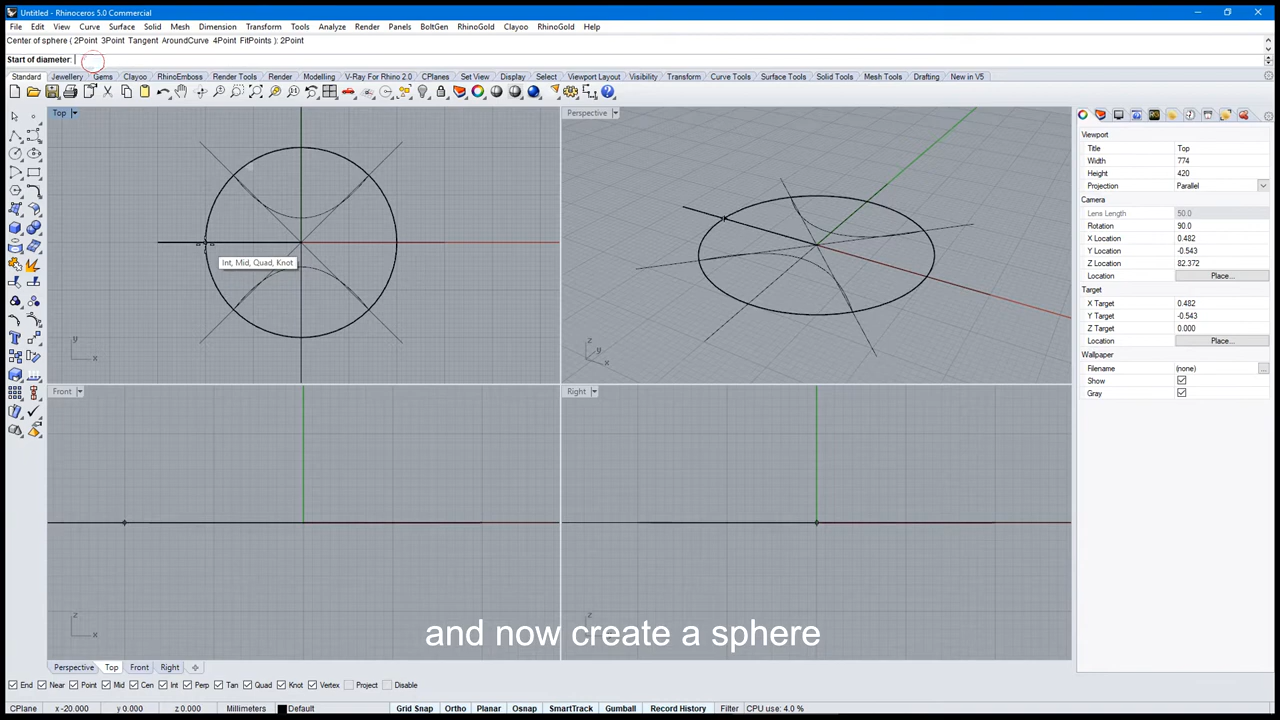 Untitled - Rhinoceros 5.0 Commercial
File Edit View Curve Surface Solid Mesh Dimension Transform Tools Analyze Render Panels BoltGen RhinoGold Clayoo RhinoGold Help
Center of sphere ( 2Point 3Point Tangent AroundCurve 4Point FitPoints ): 2Point
Start of diameter:
Standard Jewellery Gems Clayoo RhinoEmboss Render Tools Render Modelling V-Ray For Rhino 2.0 CPlanes Set View Display Select Viewport Layout Visibility Transform Curve Tools Surface Tools Solid Tools Mesh Tools Drafting New in V5
Top
Perspective
Int, Mid, Quad, Knot
y
x
z
y
x
Front
Right
z
x
z
y
Viewport
Title Top
Width 774
Height 420
Projection Parallel
Camera
Lens Length 50.0
Rotation 90.0
X Location 0.482
Y Location -0.543
Z Location 82.372
Location Place...
Target
X Target 0.482
Y Target -0.543
Z Target 0.000
Location Place...
Wallpaper
Filename (none) ...
Show
Gray
and now create a sphere
Perspective Top Front Right
End Near Point Mid Cen Int Perp Tan Quad Knot Vertex Project Disable
CPlane x -20.000 y 0.000 z 0.000 Millimeters Default Grid Snap Ortho Planar Osnap SmartTrack Gumball Record History Filter CPU use: 4.0 %